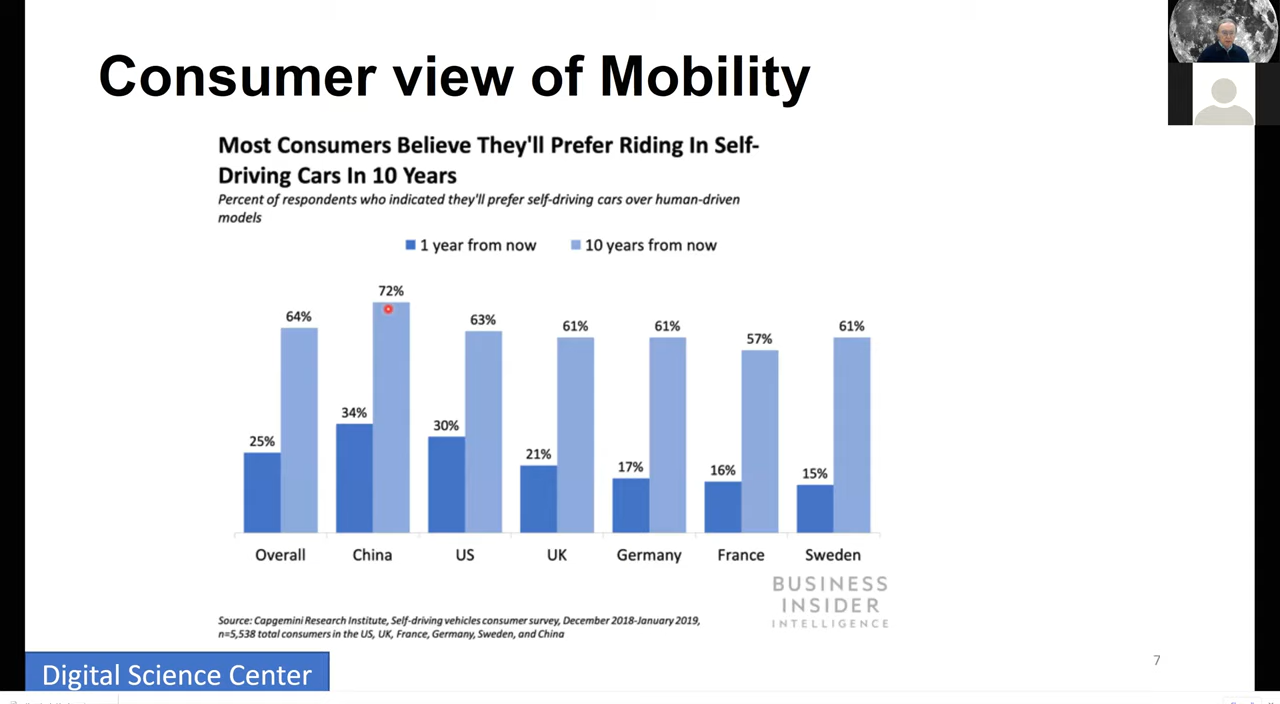 Consumer view of Mobility
Most Consumers Believe They'll Prefer Riding In Self-
Driving Cars In 10 Years
Percent of respondents who indicated they'll prefer self-driving cars over human-driven
models
1 year from now 10 years from now
64% 72% 63% 61% 61% 57% 61%
25% 34% 30% 21% 17% 16% 15%
Overall China US UK Germany France Sweden
BUSINESS
INSIDER
INTELLIGENCE
Source: Capgemini Research Institute, Self-driving vehicles consumer survey, December 2018-January 2019,
n=5,538 total consumers in the US, UK, France, Germany, Sweden, and China
7
Digital Science Center